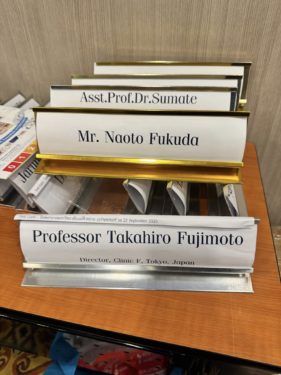 Asst.Prof.Dr.Sumate
Mr. Naoto Fukuda
Professor Takahiro Fujimoto
Director, Clinic F, Tokyo, Japan